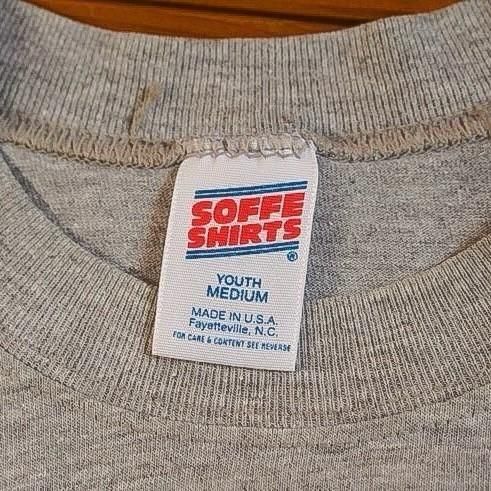 SOFFE
SHIRTS
®
YOUTH
MEDIUM
MADE IN U.S.A.
Fayetteville, N.C.
FOR CARE & CONTENT SEE REVERSE